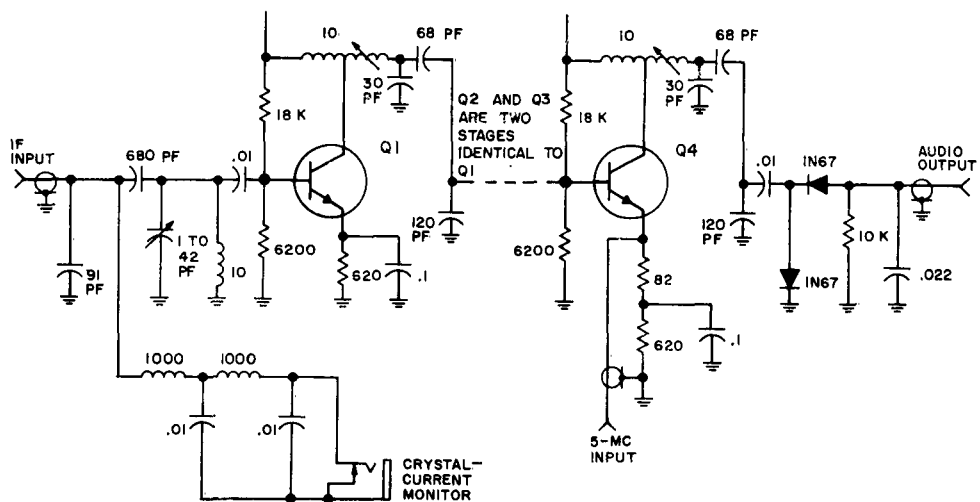 10
68 PF
30
PF
18 K
Q1
Q2 AND Q3
ARE TWO
STAGES
IDENTICAL TO
Q1
10
68 PF
30
PF
18 K
Q4
IF
INPUT
680 PF
.01
1 TO
42
PF
91
PF
10
6200
620
.1
120
PF
6200
82
620
.1
120
PF
.01
1N67
1N67
10 K
.022
AUDIO
OUTPUT
1000
1000
.01
.01
CRYSTAL-
CURRENT
MONITOR
5-MC
INPUT